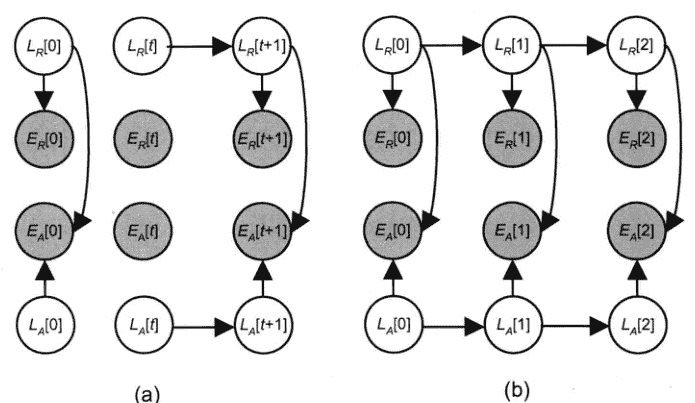 L_R[0] L_R[t] L_R[t+1] L_R[0] L_R[1] L_R[2]
E_R[0] E_R[t] E_R[t+1] E_R[0] E_R[1] E_R[2]
E_A[0] E_A[t] E_A[t+1] E_A[0] E_A[1] E_A[2]
L_A[0] L_A[t] L_A[t+1] L_A[0] L_A[1] L_A[2]
(a) (b)